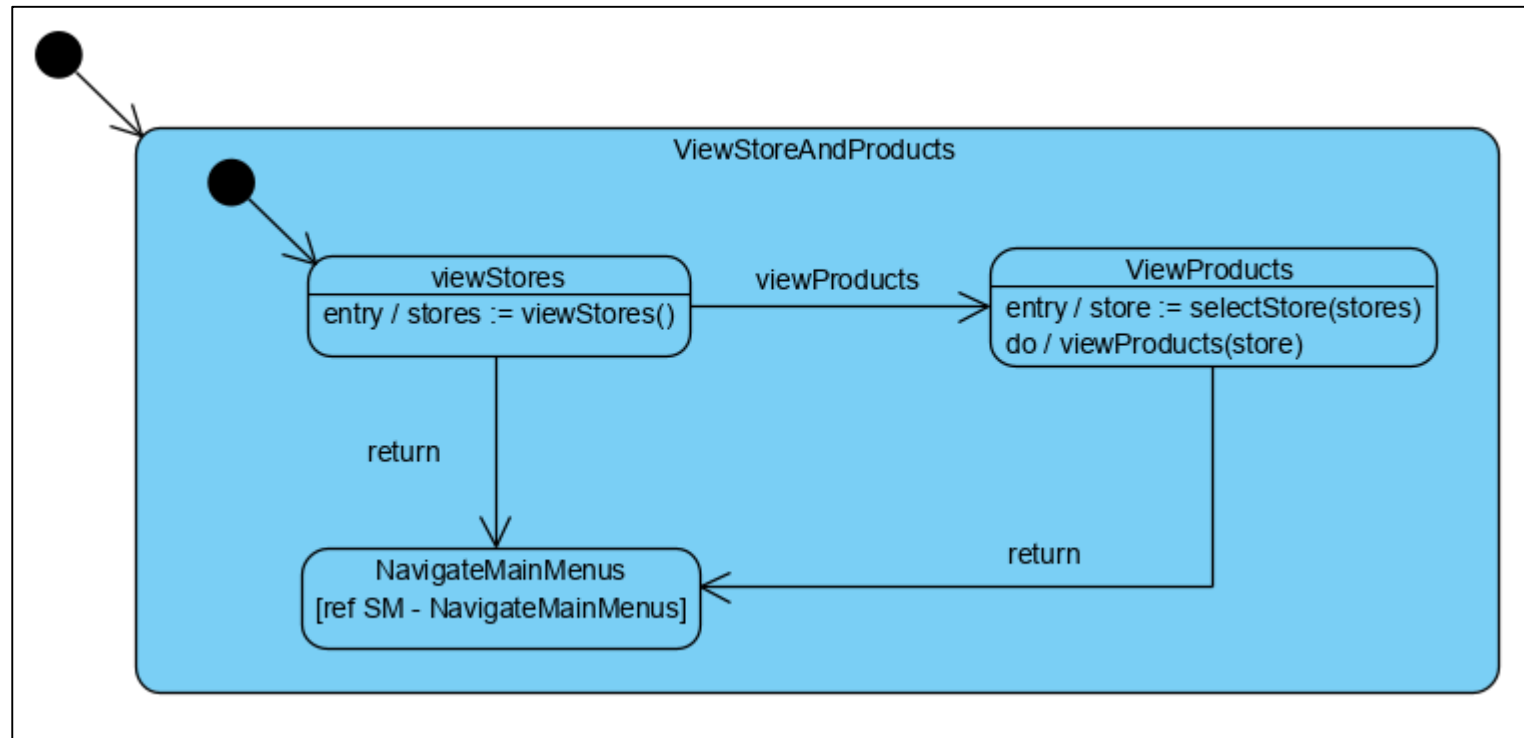 ViewStoreAndProducts
viewStores
entry / stores := viewStores()
viewProducts
ViewProducts
entry / store := selectStore(stores)
do / viewProducts(store)
return
return
NavigateMainMenus
[ref SM - NavigateMainMenus]